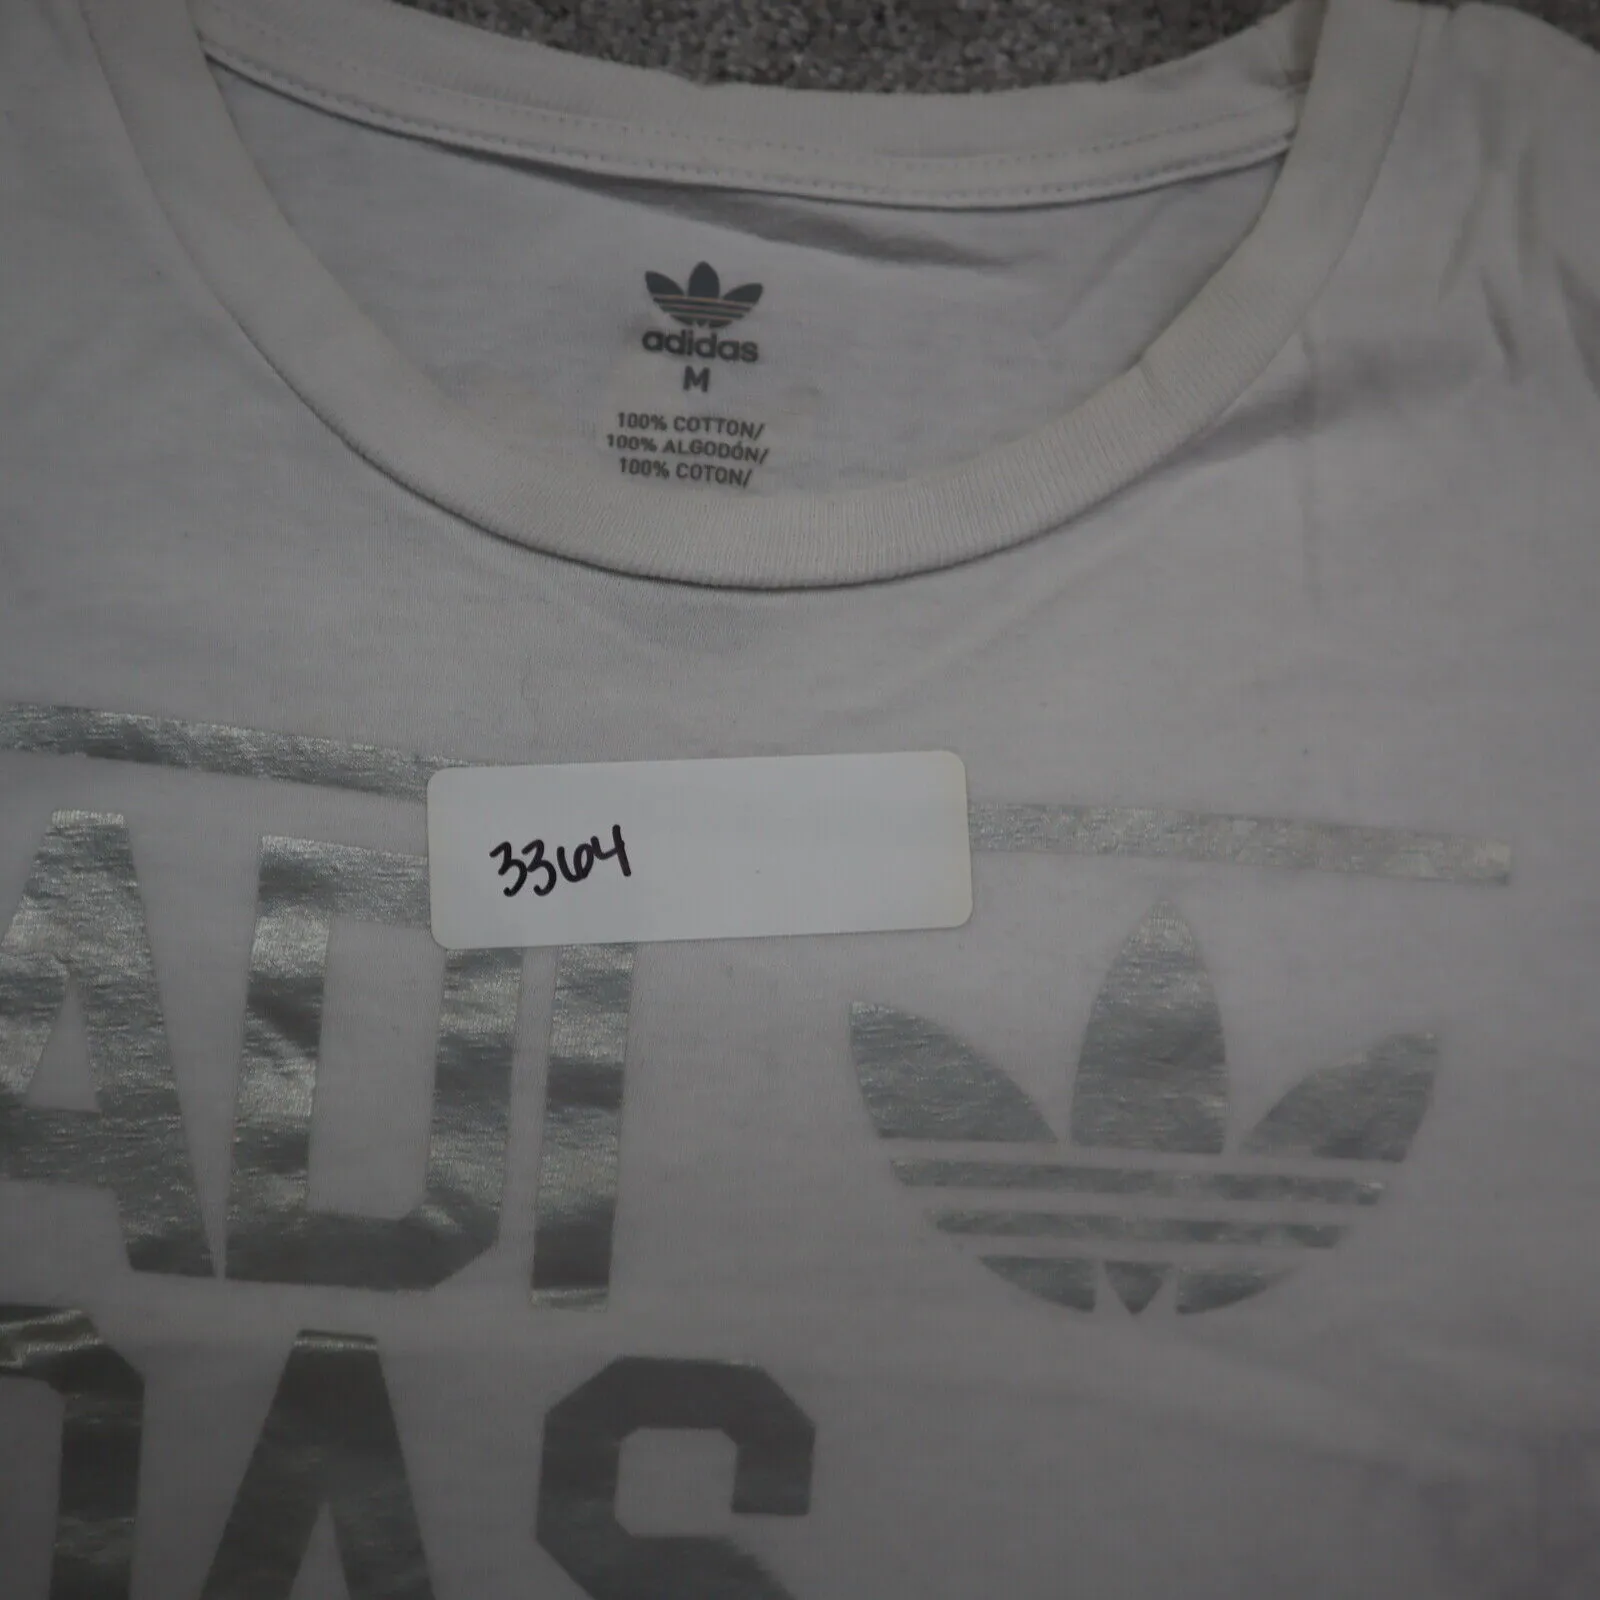 adidas
M
100% COTTON/
100% ALGODÓN/
100% COTON/
3364
ADI
DAS